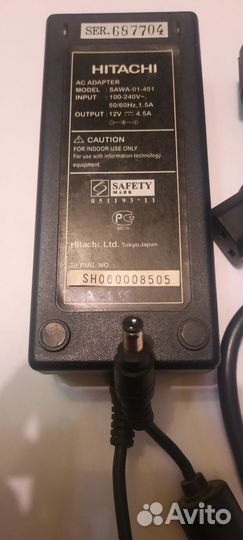 SER.687704
HITACHI
AC ADAPTER
MODEL : SAWA-01-451
INPUT : 100-240V~,
50/60Hz, 1.5A
OUTPUT : 12V 4.5A
CAUTION
FOR INDOOR USE ONLY
For use with information technology
equipment.
SAFETY
MARK
051193-11
Hitachi, Ltd. Tokyo Japan
SERIAL NO. :
SH060008505
Avito